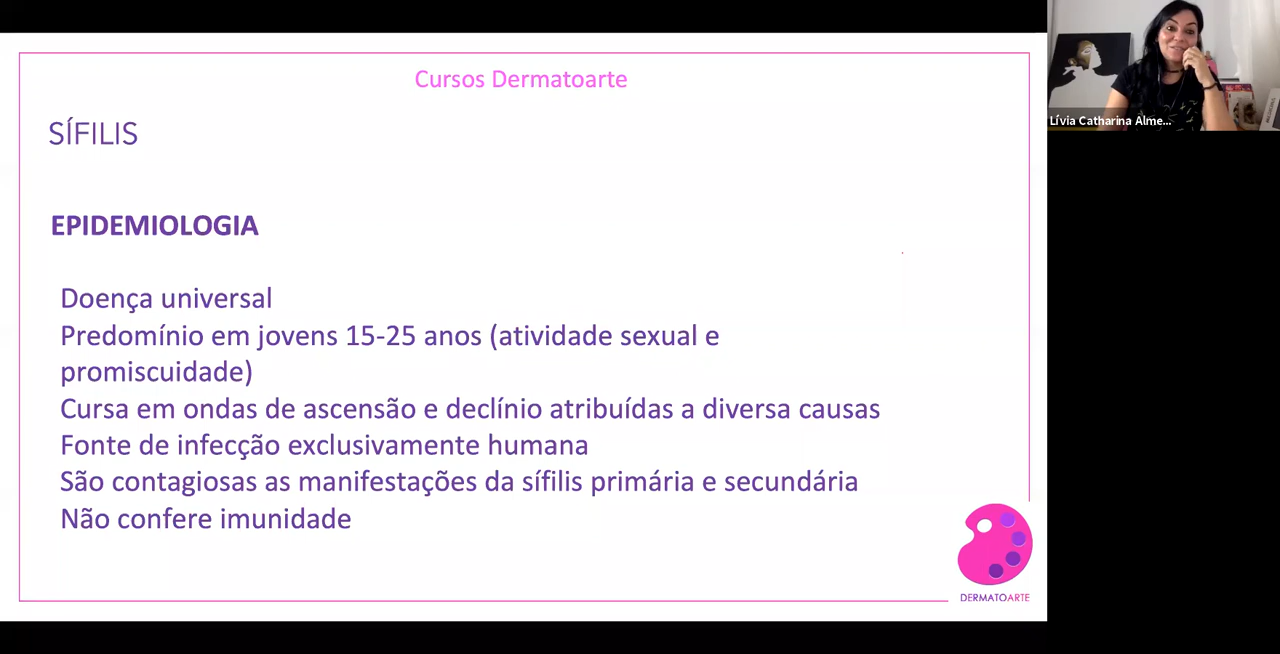 Cursos Dermatoarte
SÍFILIS
EPIDEMIOLOGIA
Doença universal
Predomínio em jovens 15-25 anos (atividade sexual e
promiscuidade)
Cursa em ondas de ascensão e declínio atribuídas a diversa causas
Fonte de infecção exclusivamente humana
São contagiosas as manifestações da sífilis primária e secundária
Não confere imunidade
DERMATOARTE
Lívia Catharina Alme...